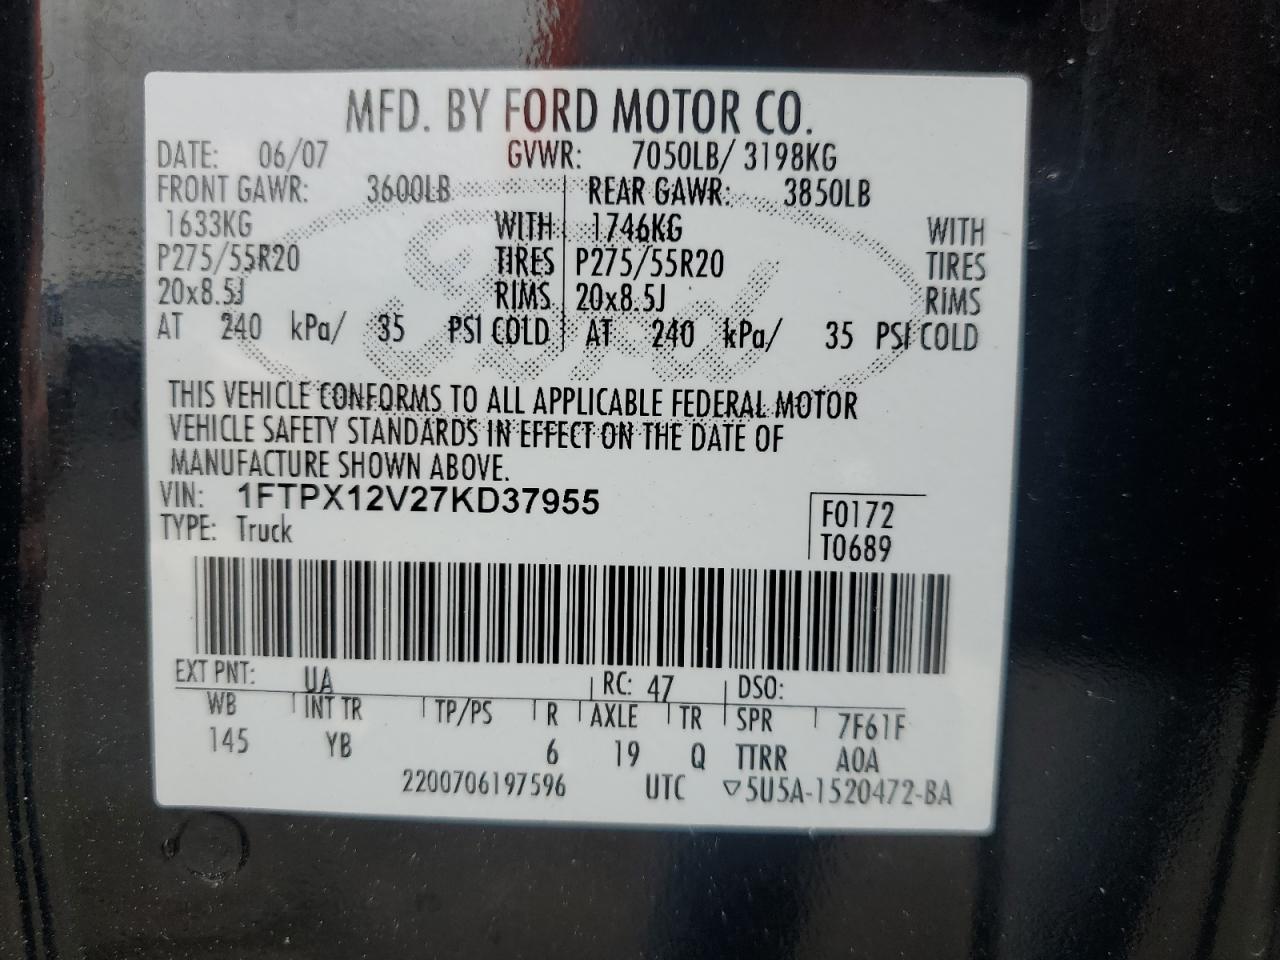 MFD. BY FORD MOTOR CO.
DATE: 06/07 GVWR: 7050LB/ 3198KG
FRONT GAWR: 3600LB REAR GAWR: 3850LB
1633KG WITH 1746KG WITH
P275/55R20 TIRES P275/55R20 TIRES
20x8.5J RIMS 20x8.5J RIMS
AT 240 kPa/ 35 PSI COLD AT 240 kPa/ 35 PSI COLD
THIS VEHICLE CONFORMS TO ALL APPLICABLE FEDERAL MOTOR
VEHICLE SAFETY STANDARDS IN EFFECT ON THE DATE OF
MANUFACTURE SHOWN ABOVE.
VIN: 1FTPX12V27KD37955
TYPE: Truck
F0172
T0689
EXT PNT: UA RC: 47 DSO:
WB INT TR TP/PS R AXLE TR SPR 7F61F
145 YB 6 19 Q TTRR A0A
2200706197596 UTC ▽5U5A-1520472-BA
Ford